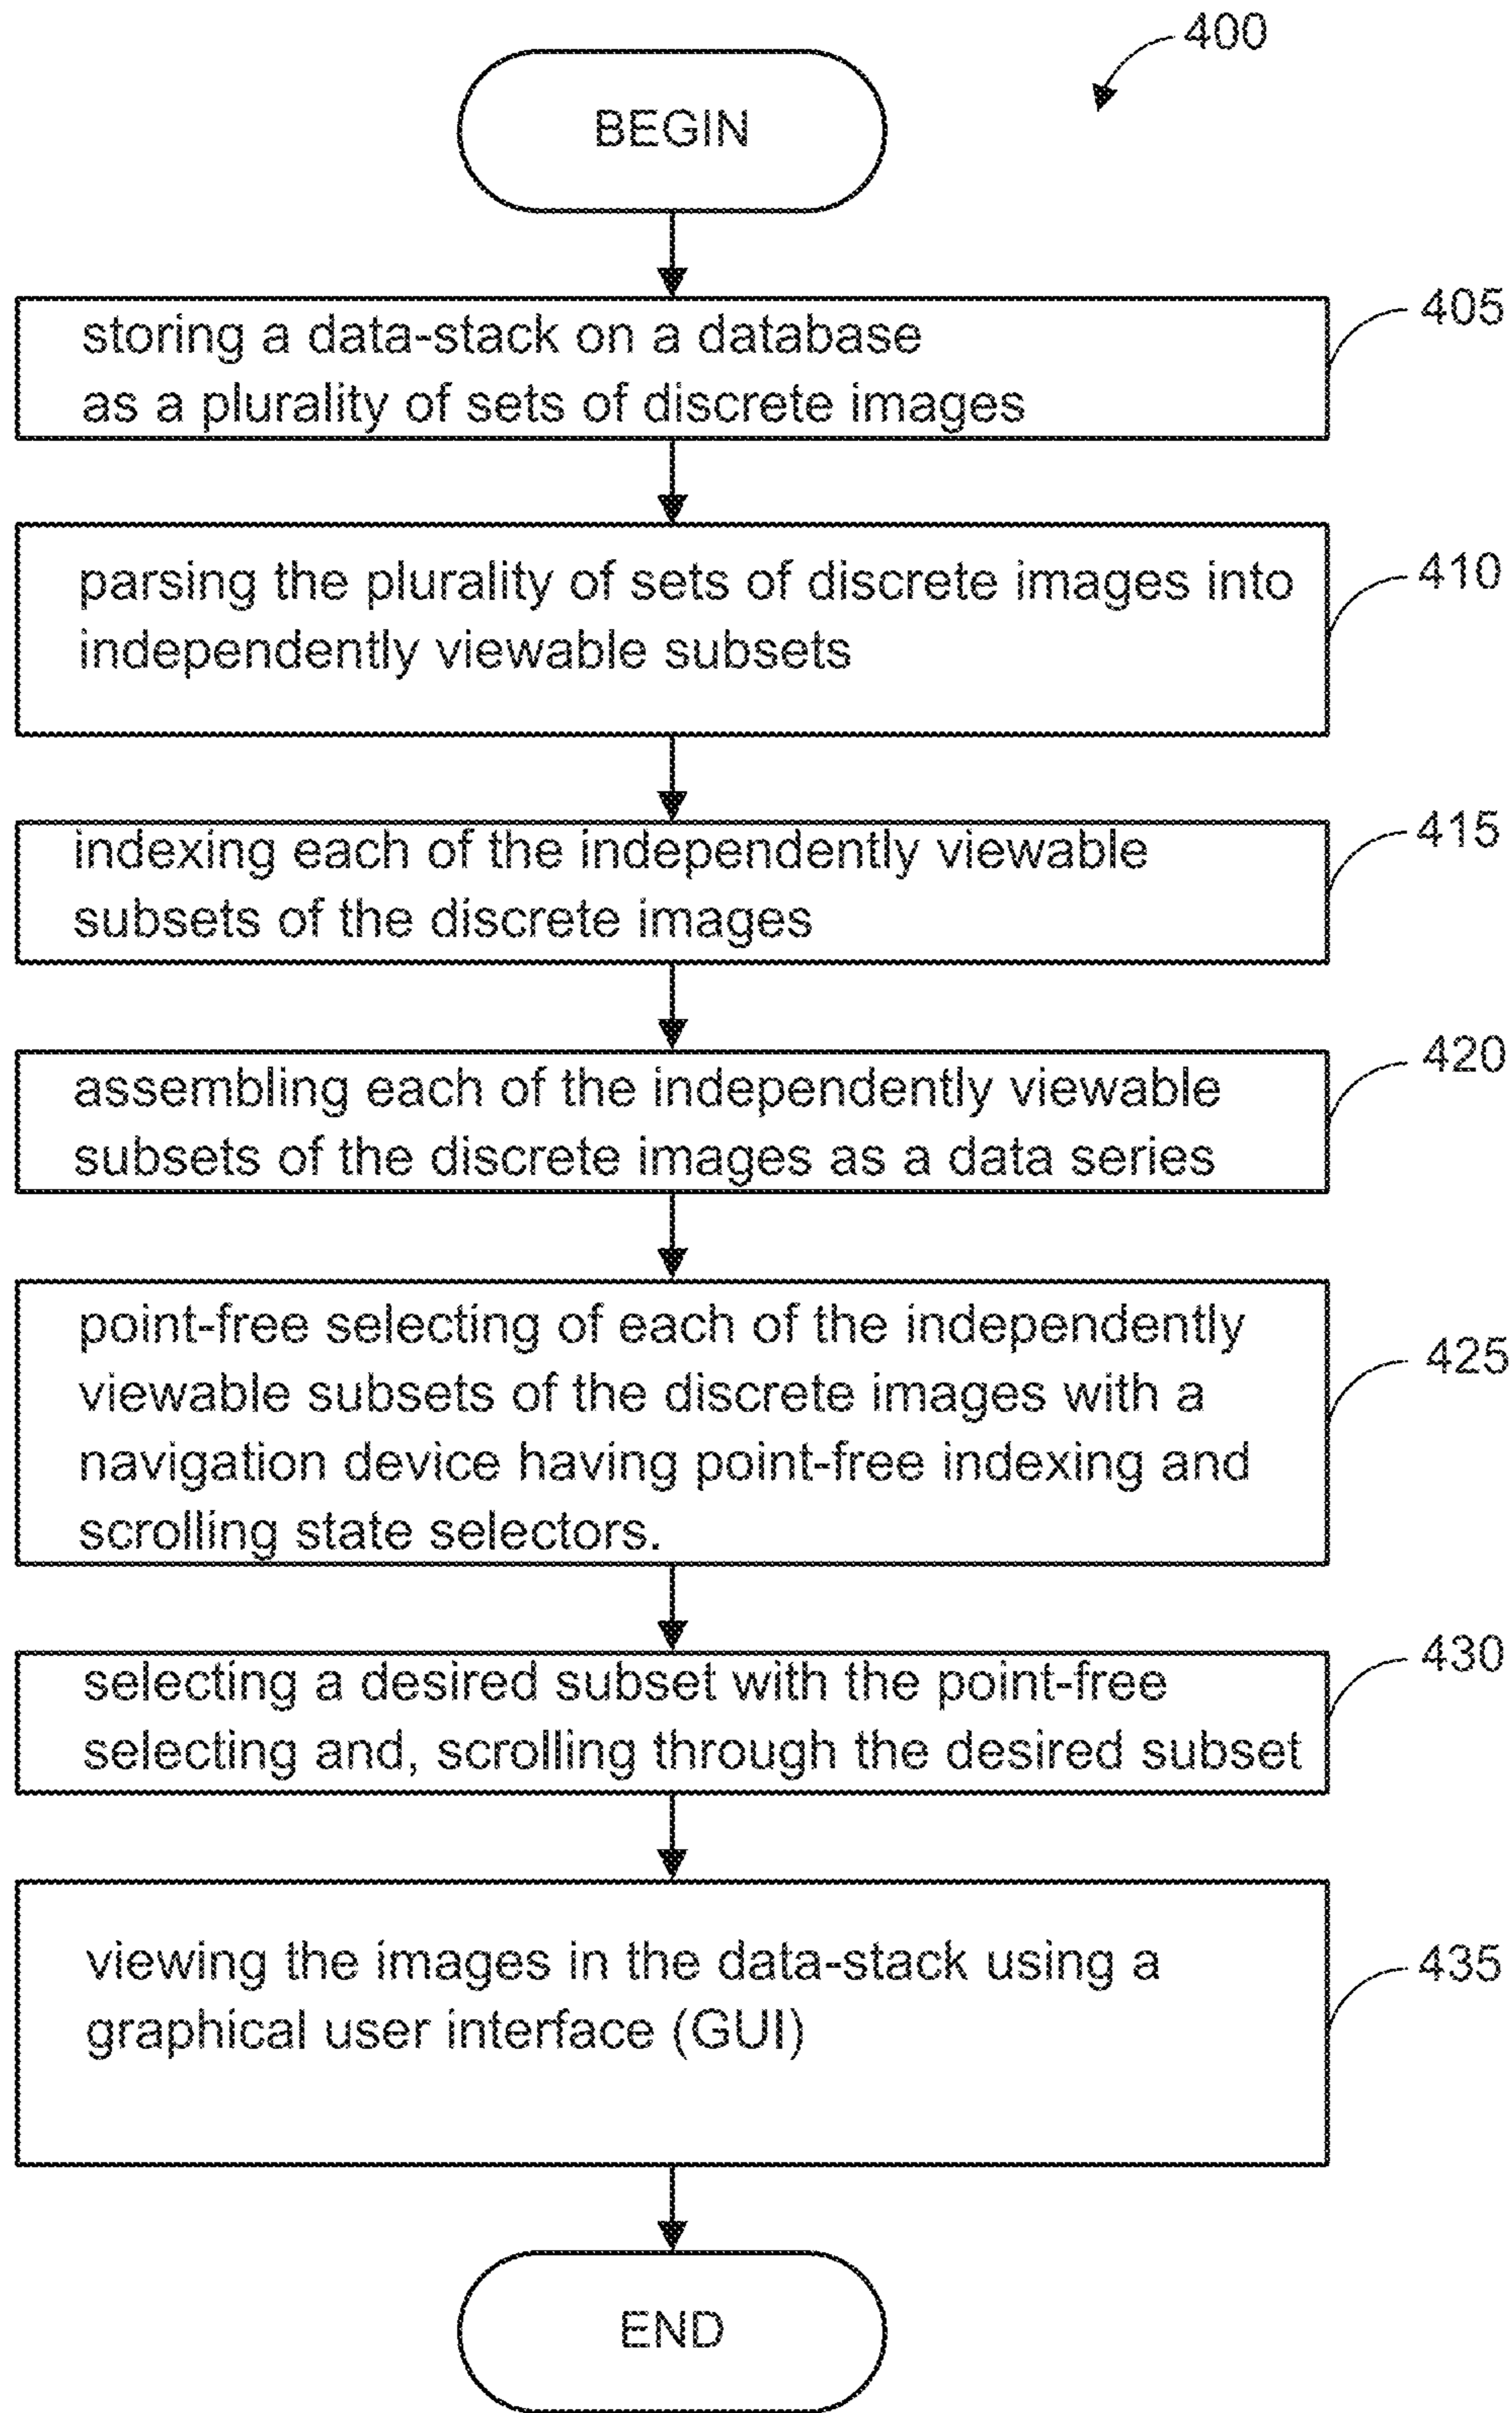 400
BEGIN
storing a data-stack on a database
as a plurality of sets of discrete images
405
parsing the plurality of sets of discrete images into
independently viewable subsets
410
indexing each of the independently viewable
subsets of the discrete images
415
assembling each of the independently viewable
subsets of the discrete images as a data series
420
point-free selecting of each of the independently
viewable subsets of the discrete images with a
navigation device having point-free indexing and
scrolling state selectors.
425
selecting a desired subset with the point-free
selecting and, scrolling through the desired subset
430
viewing the images in the data-stack using a
graphical user interface (GUI)
435
END